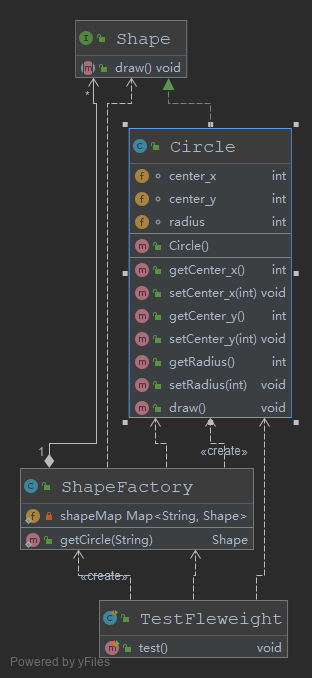 I Shape
m draw() void
*
C Circle
f center_x int
f center_y int
f radius int
m Circle()
m getCenter_x() int
m setCenter_x(int) void
m getCenter_y() int
m setCenter_y(int) void
m getRadius() int
m setRadius(int) void
m draw() void
1
«create»
C ShapeFactory
f shapeMap Map<String, Shape>
m getCircle(String) Shape
«create»
C TestFleweight
m test() void
Powered by yFiles